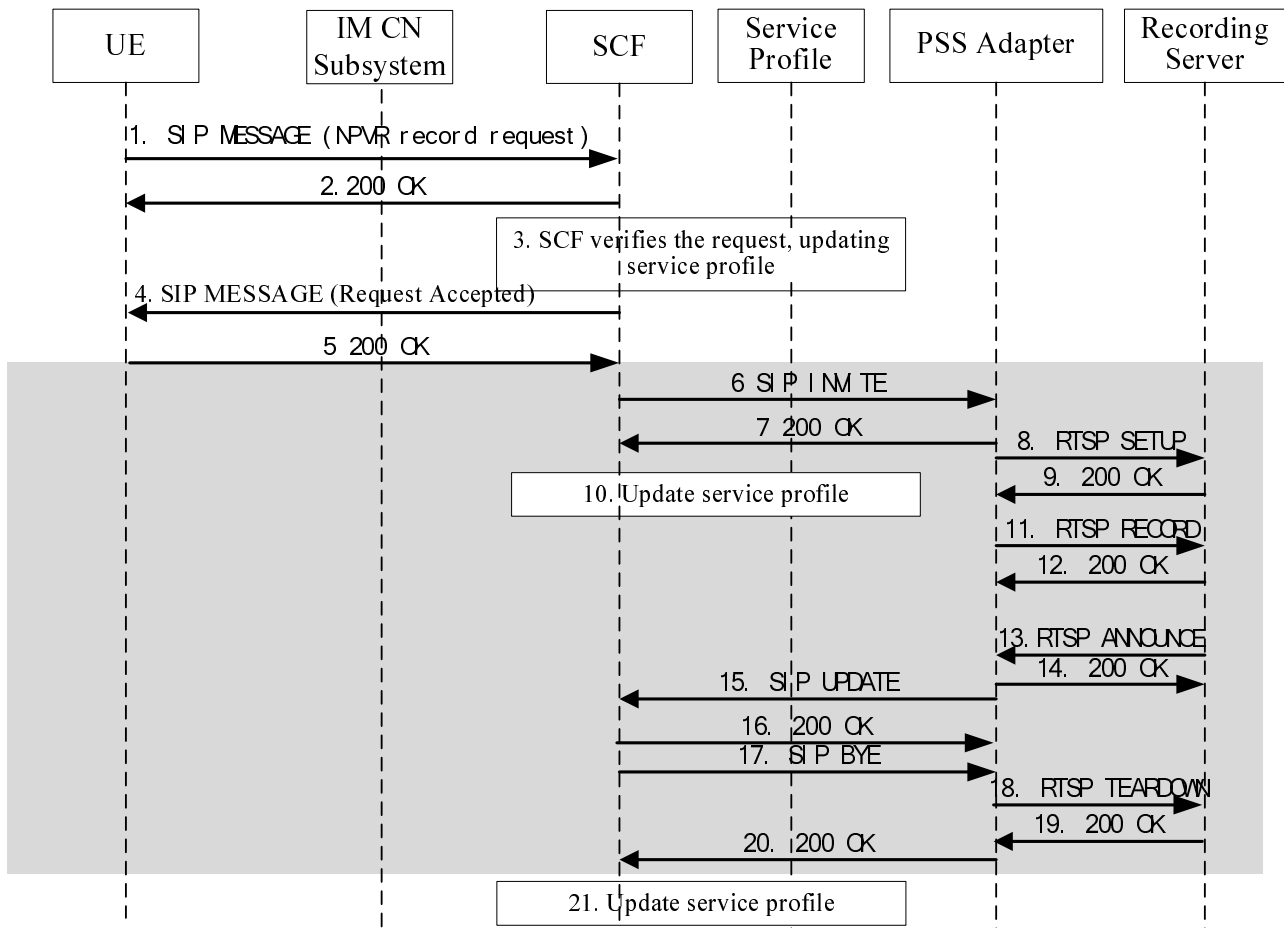 UE
IM CN
Subsystem
SCF
Service
Profile
PSS Adapter
Recording
Server
1. SIP MESSAGE (NPVR record request)
2. 200 OK
3. SCF verifies the request, updating
service profile
4. SIP MESSAGE (Request Accepted)
5 200 OK
6 SIP INVITE
7 200 OK
8. RTSP SETUP
9. 200 OK
10. Update service profile
11. RTSP RECORD
12. 200 OK
13. RTSP ANNOUNCE
14. 200 OK
15. SIP UPDATE
16. 200 OK
17. SIP BYE
18. RTSP TEARDOWN
19. 200 OK
20. 200 OK
21. Update service profile